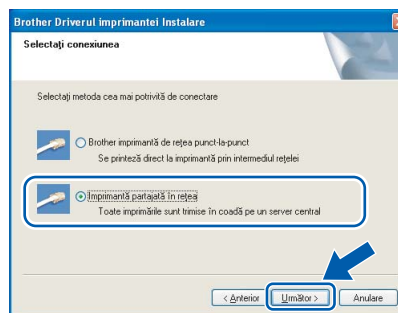 Brother Driverul imprimantei Instalare
Selectaţi conexiunea
Selectaţi metoda cea mai potrivită de conectare
Brother imprimantă de reţea punct-la-punct
Se printeză direct la imprimantă prin intermediul reţelei
Imprimantă partajată în reţea
Toate imprimările sunt trimise în coadă pe un server central
< Anterior Următor > Anulare